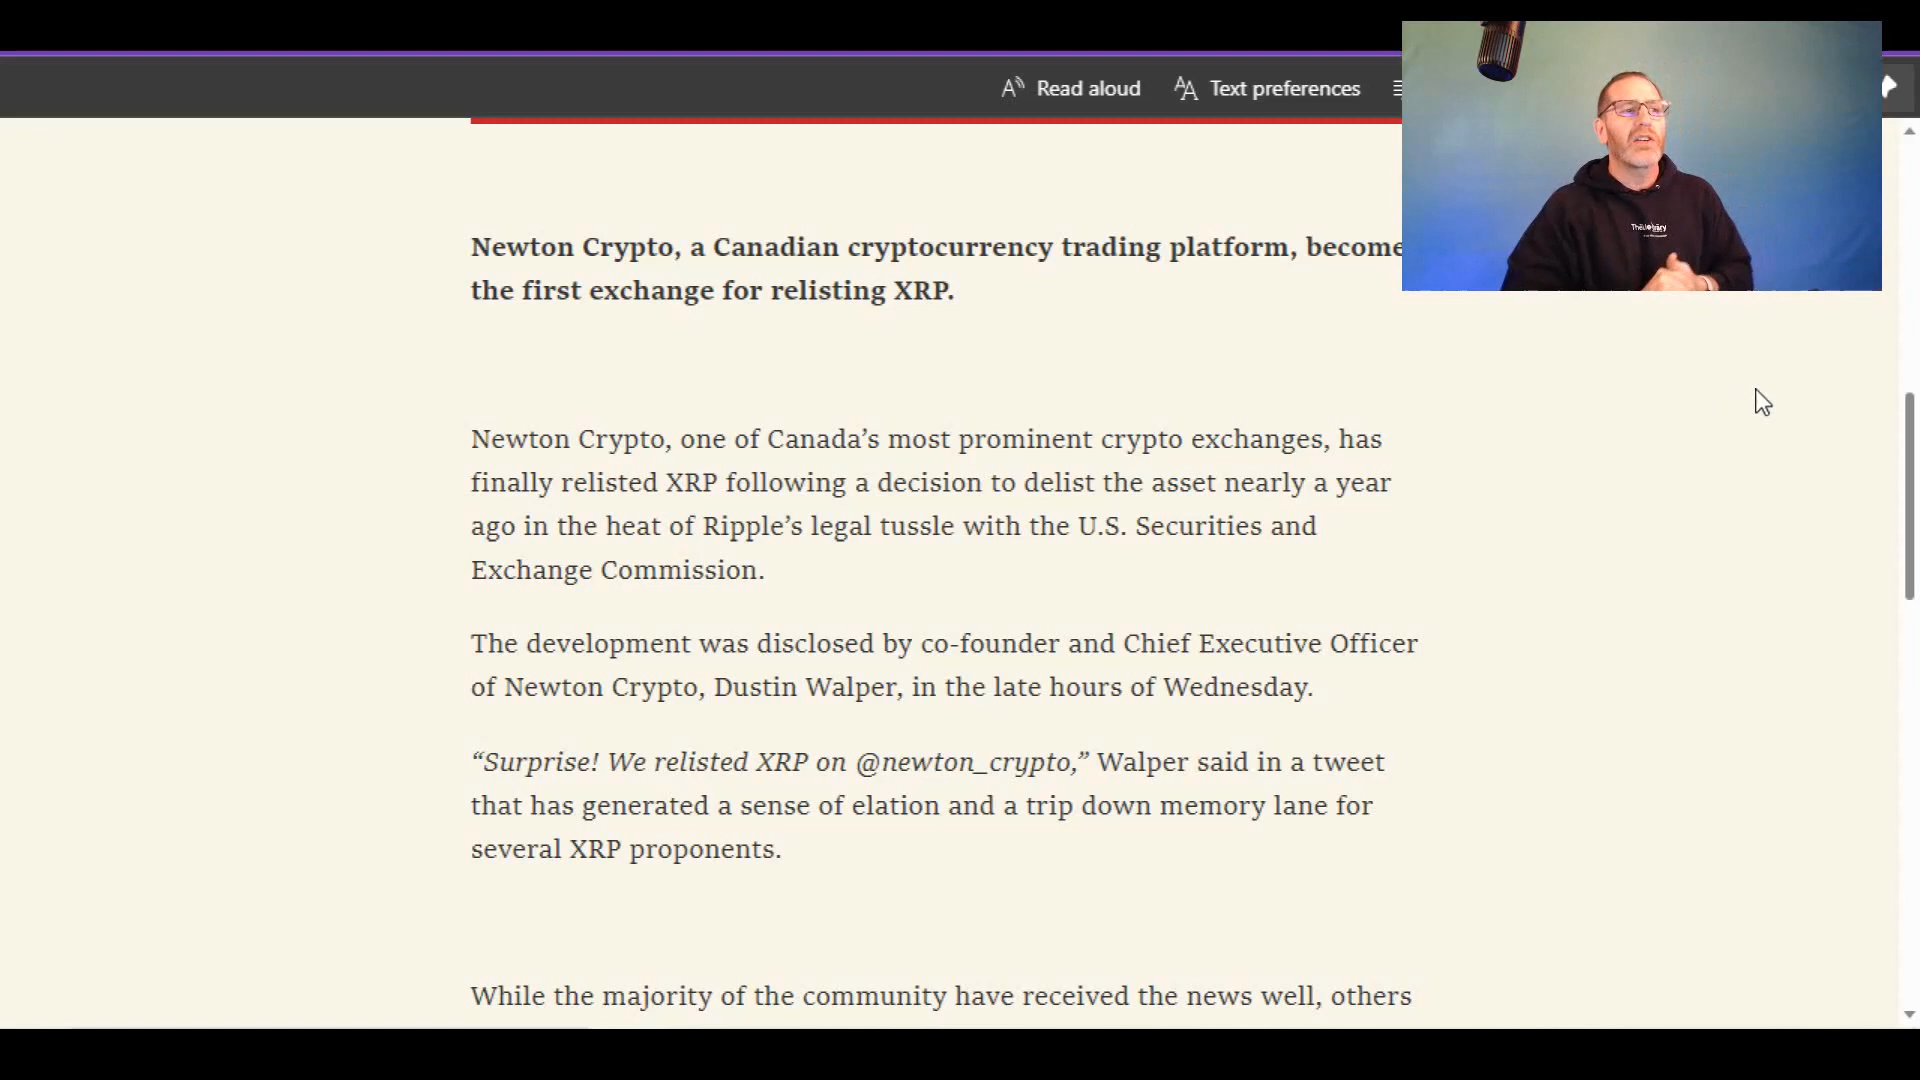 Read aloud
Text preferences
Newton Crypto, a Canadian cryptocurrency trading platform, become
the first exchange for relisting XRP.
Newton Crypto, one of Canada’s most prominent crypto exchanges, has
finally relisted XRP following a decision to delist the asset nearly a year
ago in the heat of Ripple’s legal tussle with the U.S. Securities and
Exchange Commission.
The development was disclosed by co-founder and Chief Executive Officer
of Newton Crypto, Dustin Walper, in the late hours of Wednesday.
“Surprise! We relisted XRP on @newton_crypto,” Walper said in a tweet
that has generated a sense of elation and a trip down memory lane for
several XRP proponents.
While the majority of the community have received the news well, others